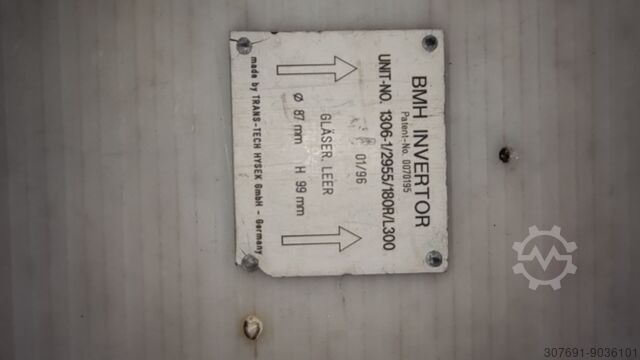 BMH INVERTOR
Patent-No. 0070195
UNIT-NO. 1306-1/2955/180R/L300
01/96
GLÄSER, LEER
Ø 87 mm H 99 mm
made by TRANS-TECH HYSEK GmbH - Germany
307691-9036101